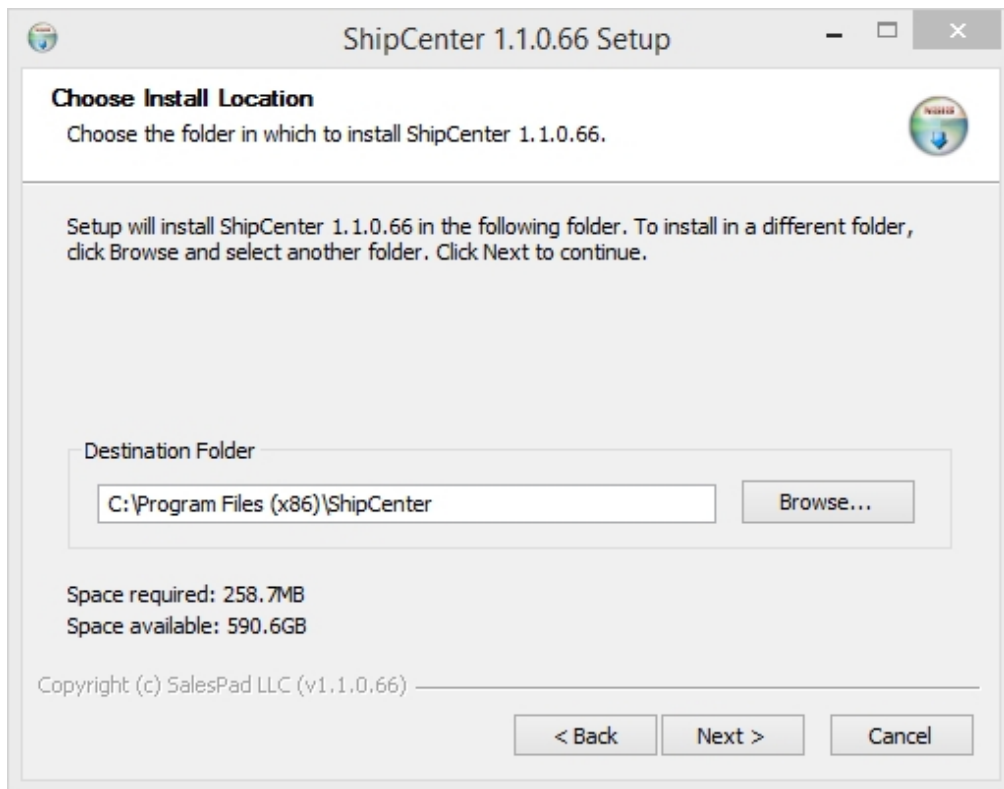 ShipCenter 1.1.0.66 Setup
Choose Install Location
Choose the folder in which to install ShipCenter 1.1.0.66.
Setup will install ShipCenter 1.1.0.66 in the following folder. To install in a different folder,
click Browse and select another folder. Click Next to continue.
Destination Folder
C:\Program Files (x86)\ShipCenter
Browse...
Space required: 258.7MB
Space available: 590.6GB
Copyright (c) SalesPad LLC (v1.1.0.66)
< Back
Next >
Cancel